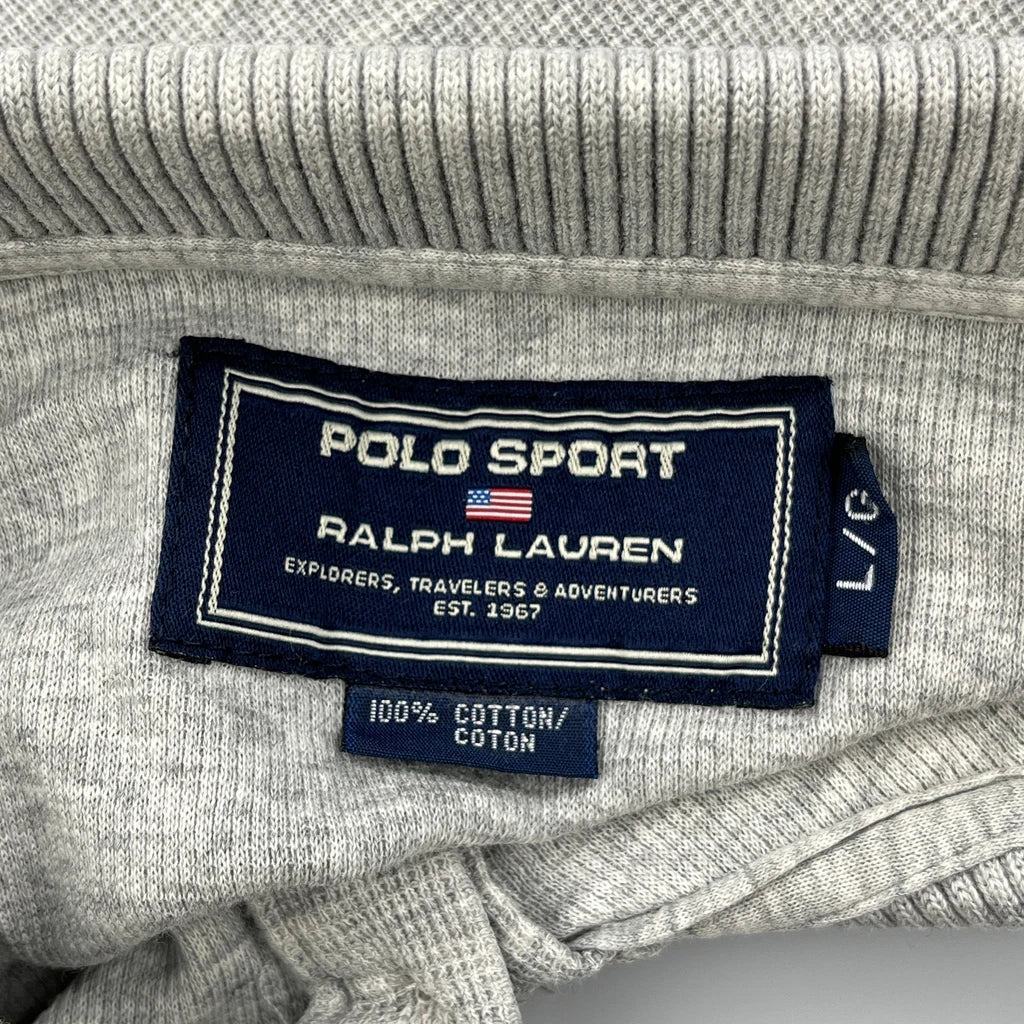 POLO SPORT
RALPH LAUREN
EXPLORERS, TRAVELERS & ADVENTURERS
EST. 1967
L/G
100% COTTON/
COTON